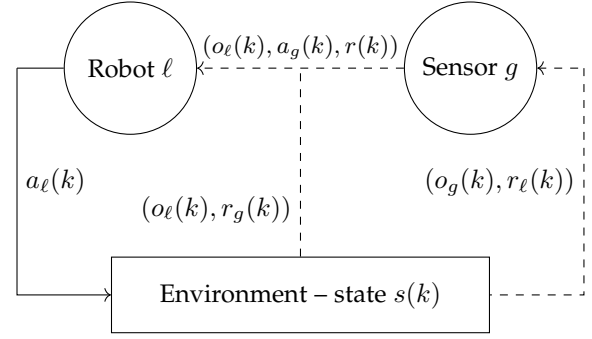 (o_ℓ(k), a_g(k), r(k))
Robot ℓ
Sensor g
a_ℓ(k)
(o_ℓ(k), r_g(k))
(o_g(k), r_ℓ(k))
Environment – state s(k)